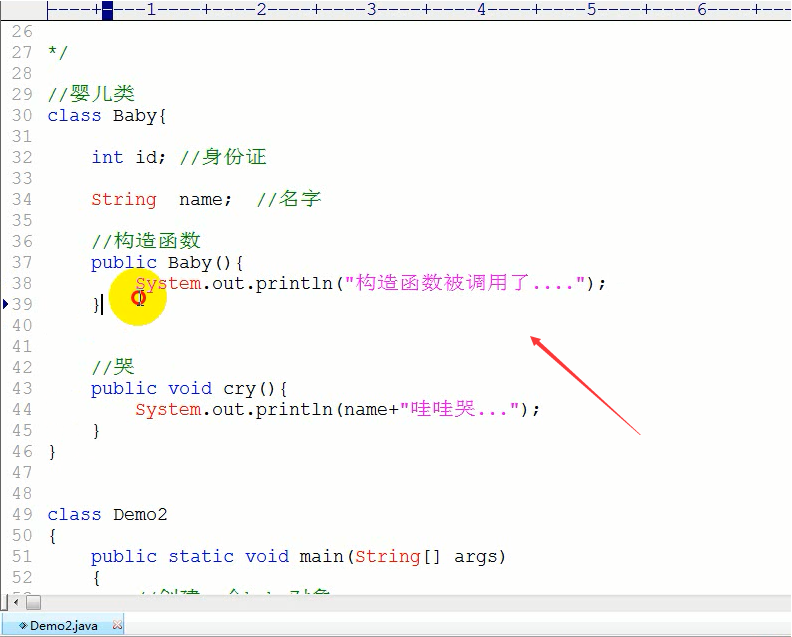 ----+----1----+----2----+----3----+----4----+----5----+----6----+---
26
27 */
28
29 //婴儿类
30 class Baby{
31
32 int id; //身份证
33
34 String name; //名字
35
36 //构造函数
37 public Baby(){
38 System.out.println("构造函数被调用了....");
39 }
40
41
42 //哭
43 public void cry(){
44 System.out.println(name+"哇哇哭...");
45 }
46 }
47
48
49 class Demo2
50 {
51 public static void main(String[] args)
52 {
Demo2.java